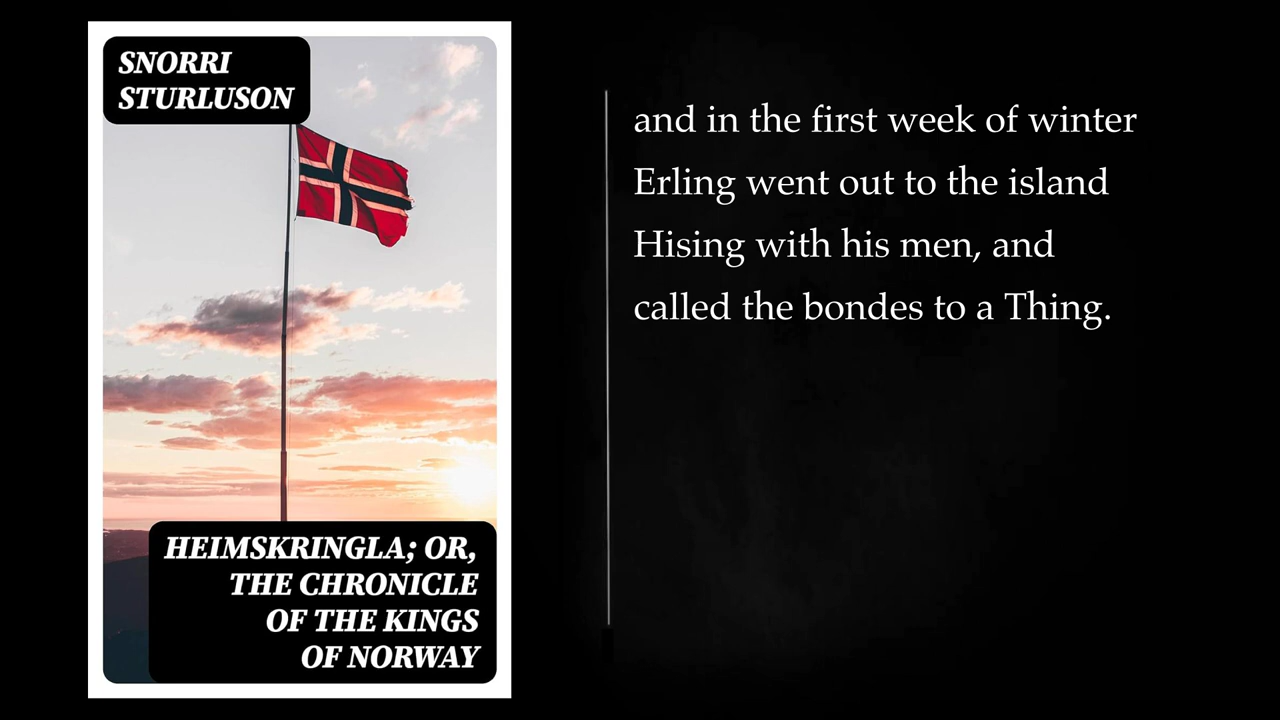 SNORRI
STURLUSON
HEIMSKRINGLA; OR,
THE CHRONICLE
OF THE KINGS
OF NORWAY
and in the first week of winter
Erling went out to the island
Hising with his men, and
called the bondes to a Thing.